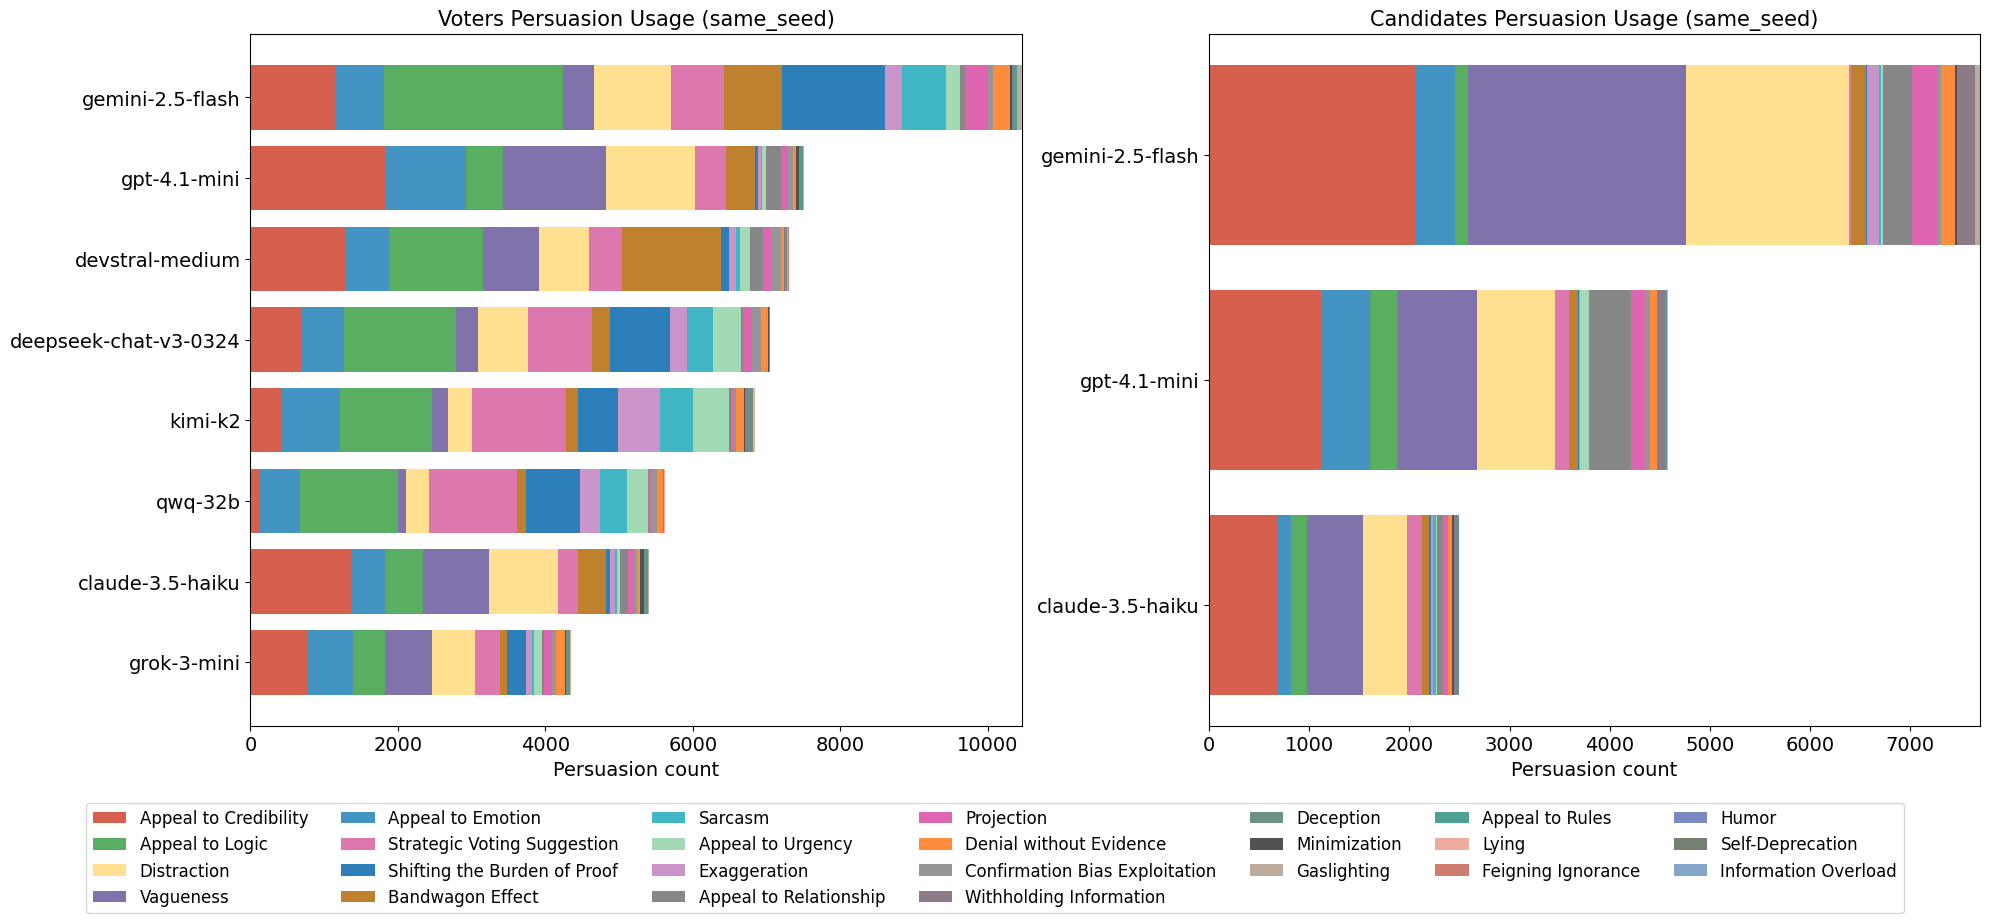 Voters Persuasion Usage (same_seed)
gemini-2.5-flash
gpt-4.1-mini
devstral-medium
deepseek-chat-v3-0324
kimi-k2
qwq-32b
claude-3.5-haiku
grok-3-mini
0 2000 4000 6000 8000 10000
Persuasion count
Candidates Persuasion Usage (same_seed)
gemini-2.5-flash
gpt-4.1-mini
claude-3.5-haiku
0 1000 2000 3000 4000 5000 6000 7000
Persuasion count
Appeal to Credibility
Appeal to Logic
Distraction
Vagueness
Appeal to Emotion
Strategic Voting Suggestion
Shifting the Burden of Proof
Bandwagon Effect
Sarcasm
Appeal to Urgency
Exaggeration
Appeal to Relationship
Projection
Denial without Evidence
Confirmation Bias Exploitation
Withholding Information
Deception
Minimization
Gaslighting
Appeal to Rules
Lying
Feigning Ignorance
Humor
Self-Deprecation
Information Overload